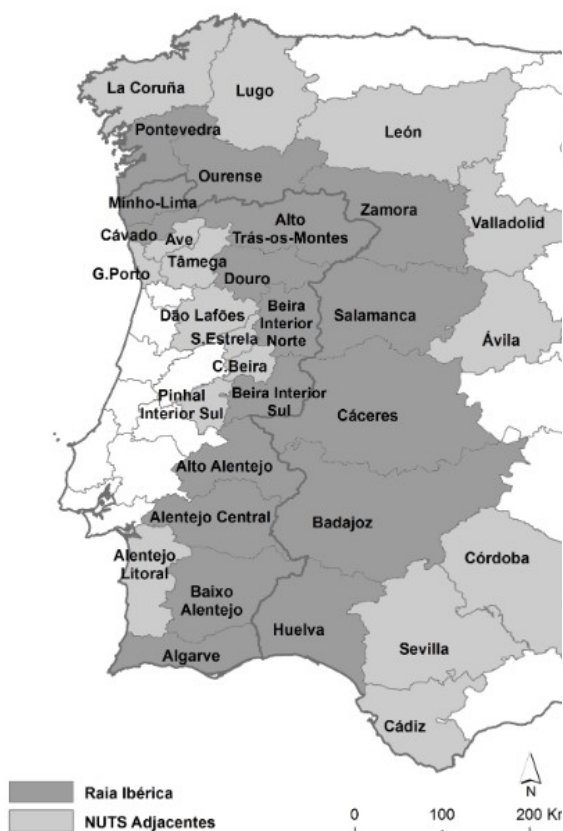 La Coruña
Lugo
León
Pontevedra
Ourense
Minho-Lima
Zamora
Valladolid
Alto
Trás-os-Montes
Cávado
Ave
Tâmega
G.Porto
Douro
Dão Lafões
Beira
Interior
Norte
Salamanca
Ávila
S.Estrela
C.Beira
Pinhal
Interior Sul
Beira Interior
Sul
Cáceres
Alto Alentejo
Alentejo Central
Badajoz
Alentejo
Litoral
Córdoba
Baixo
Alentejo
Huelva
Sevilla
Algarve
Cádiz
N
Raia Ibérica
NUTS Adjacentes
0 100 200 Km